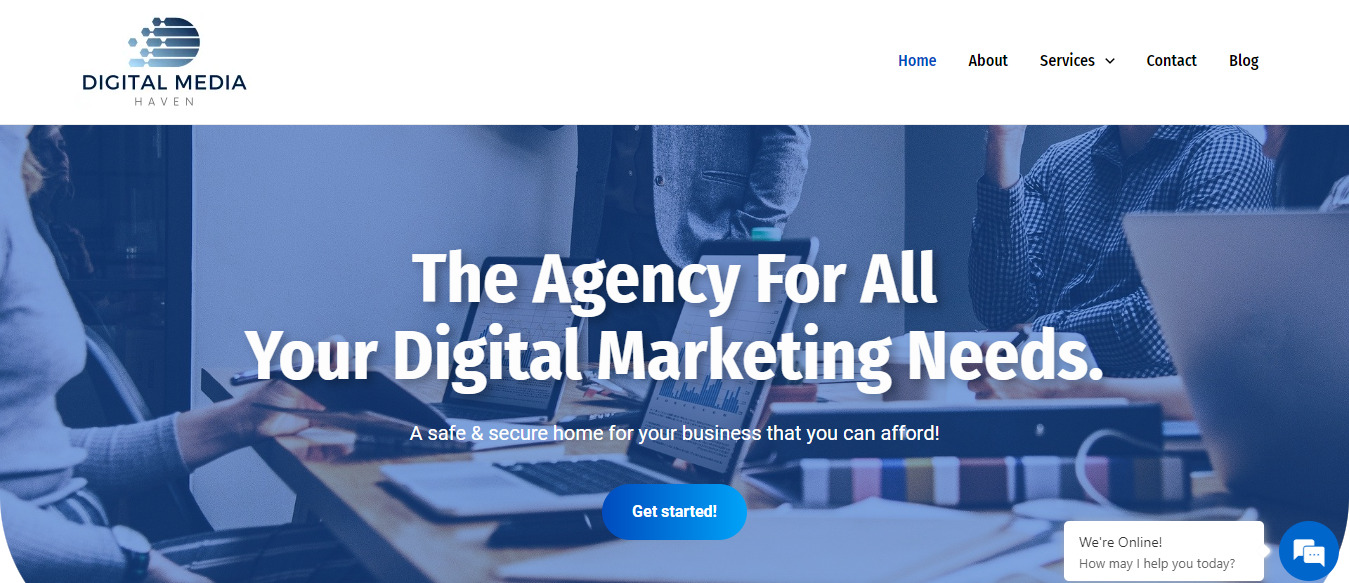 DIGITAL MEDIA
HAVEN
Home About Services Contact Blog
The Agency For All
Your Digital Marketing Needs.
A safe & secure home for your business that you can afford!
Get started!
We're Online!
How may I help you today?